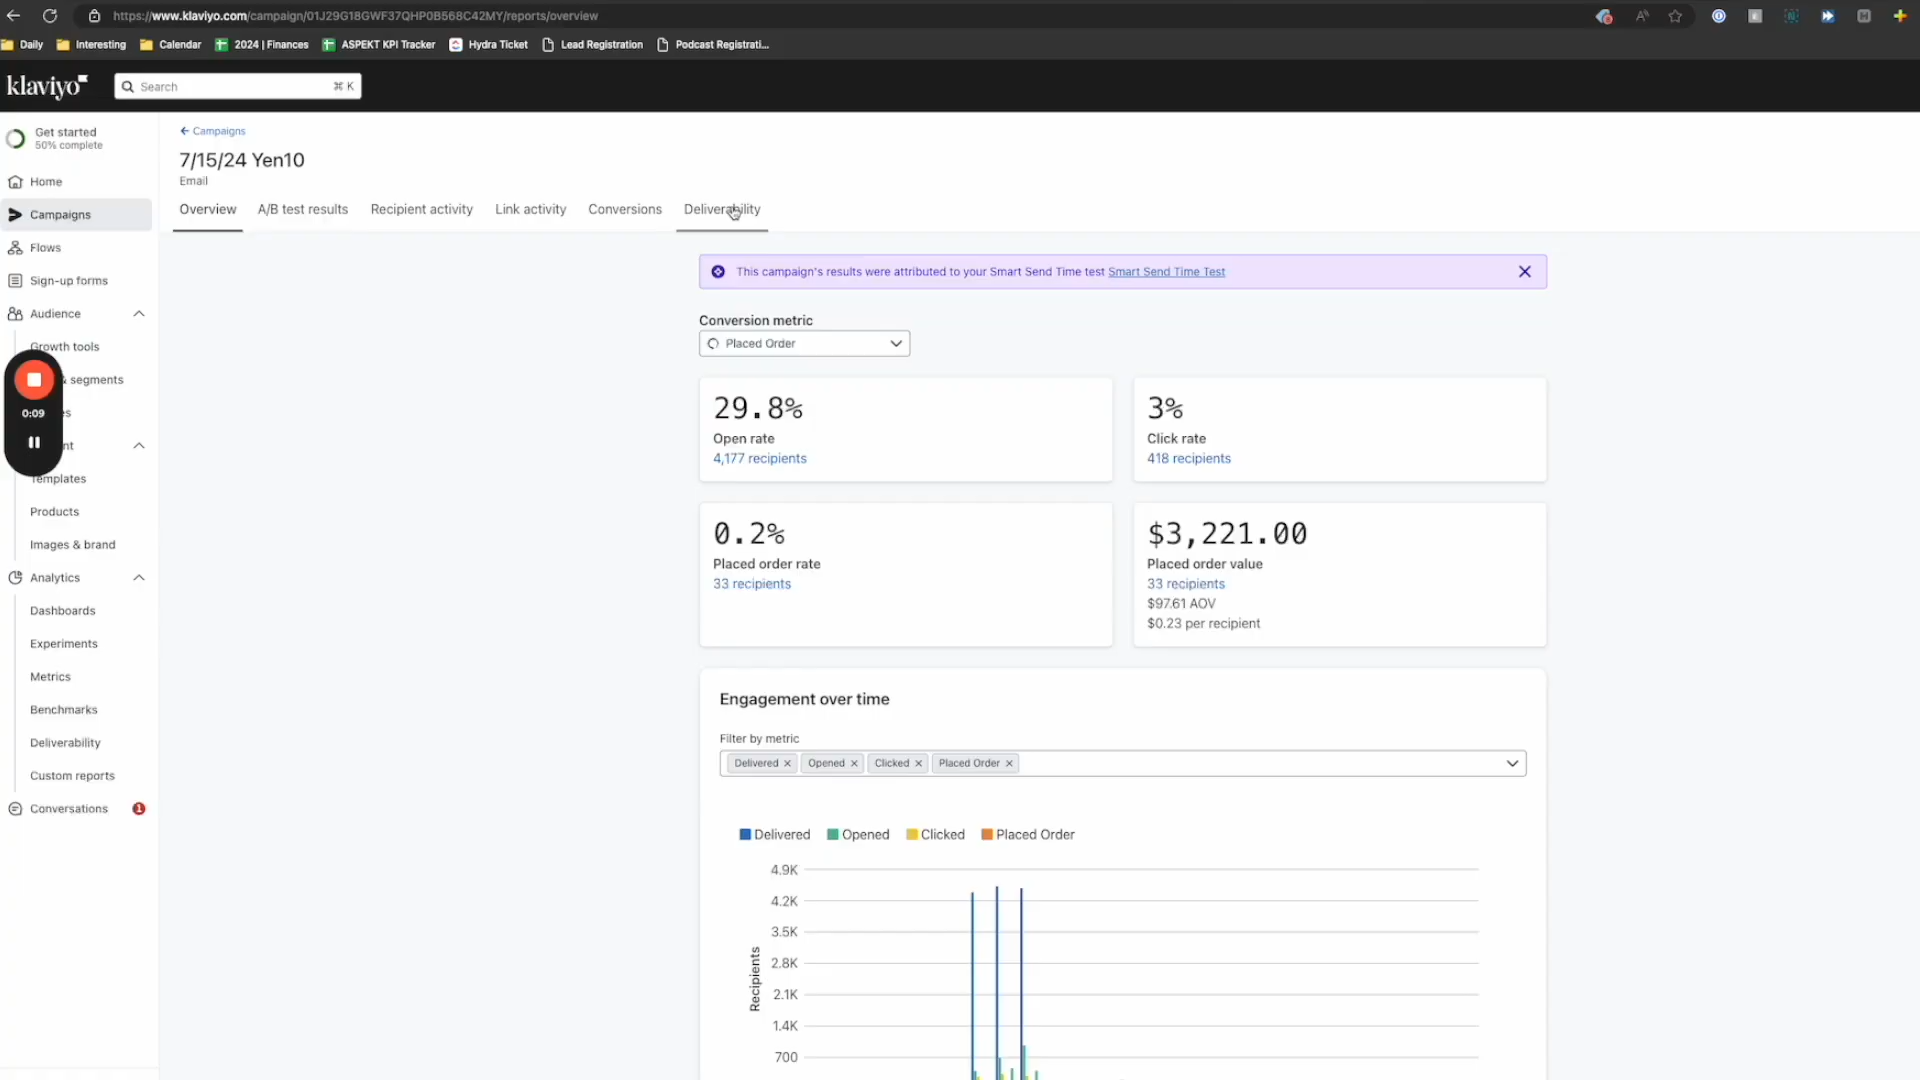 https://www.klaviyo.com/campaign/01J29G18GWF37QHP0B568C42MY/reports/overview
Daily
Interesting
Calendar
2024 | Finances
ASPEKT KPI Tracker
Hydra Ticket
Lead Registration
Podcast Registrati...
klaviyo
Search
⌘ K
Get started
50% complete
Home
Campaigns
Flows
Sign-up forms
Audience
Growth tools
& segments
es
nt
Templates
Products
Images & brand
Analytics
Dashboards
Experiments
Metrics
Benchmarks
Deliverability
Custom reports
Conversations
1
0:09
← Campaigns
7/15/24 Yen10
Email
Overview
A/B test results
Recipient activity
Link activity
Conversions
Deliverability
This campaign's results were attributed to your Smart Send Time test Smart Send Time Test
Conversion metric
Placed Order
29.8%
Open rate
4,177 recipients
3%
Click rate
418 recipients
0.2%
Placed order rate
33 recipients
$3,221.00
Placed order value
33 recipients
$97.61 AOV
$0.23 per recipient
Engagement over time
Filter by metric
Delivered
Opened
Clicked
Placed Order
Delivered
Opened
Clicked
Placed Order
4.9K
4.2K
3.5K
2.8K
2.1K
1.4K
700
Recipients